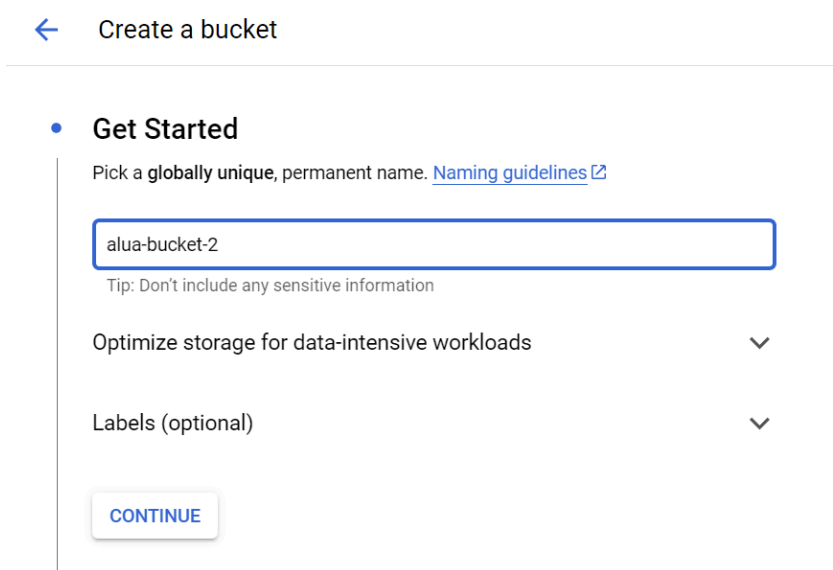 Create a bucket
Get Started
Pick a globally unique, permanent name. Naming guidelines
alua-bucket-2
Tip: Don't include any sensitive information
Optimize storage for data-intensive workloads
Labels (optional)
CONTINUE